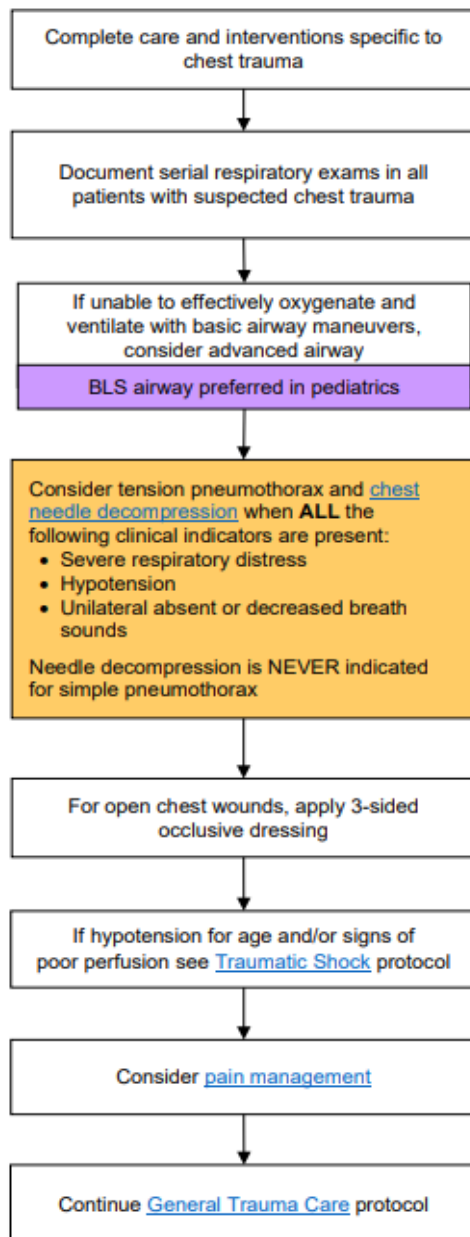 Complete care and interventions specific to
chest trauma
Document serial respiratory exams in all
patients with suspected chest trauma
If unable to effectively oxygenate and
ventilate with basic airway maneuvers,
consider advanced airway
BLS airway preferred in pediatrics
Consider tension pneumothorax and chest
needle decompression when ALL the
following clinical indicators are present:
• Severe respiratory distress
• Hypotension
• Unilateral absent or decreased breath
sounds
Needle decompression is NEVER indicated
for simple pneumothorax
For open chest wounds, apply 3-sided
occlusive dressing
If hypotension for age and/or signs of
poor perfusion see Traumatic Shock protocol
Consider pain management
Continue General Trauma Care protocol